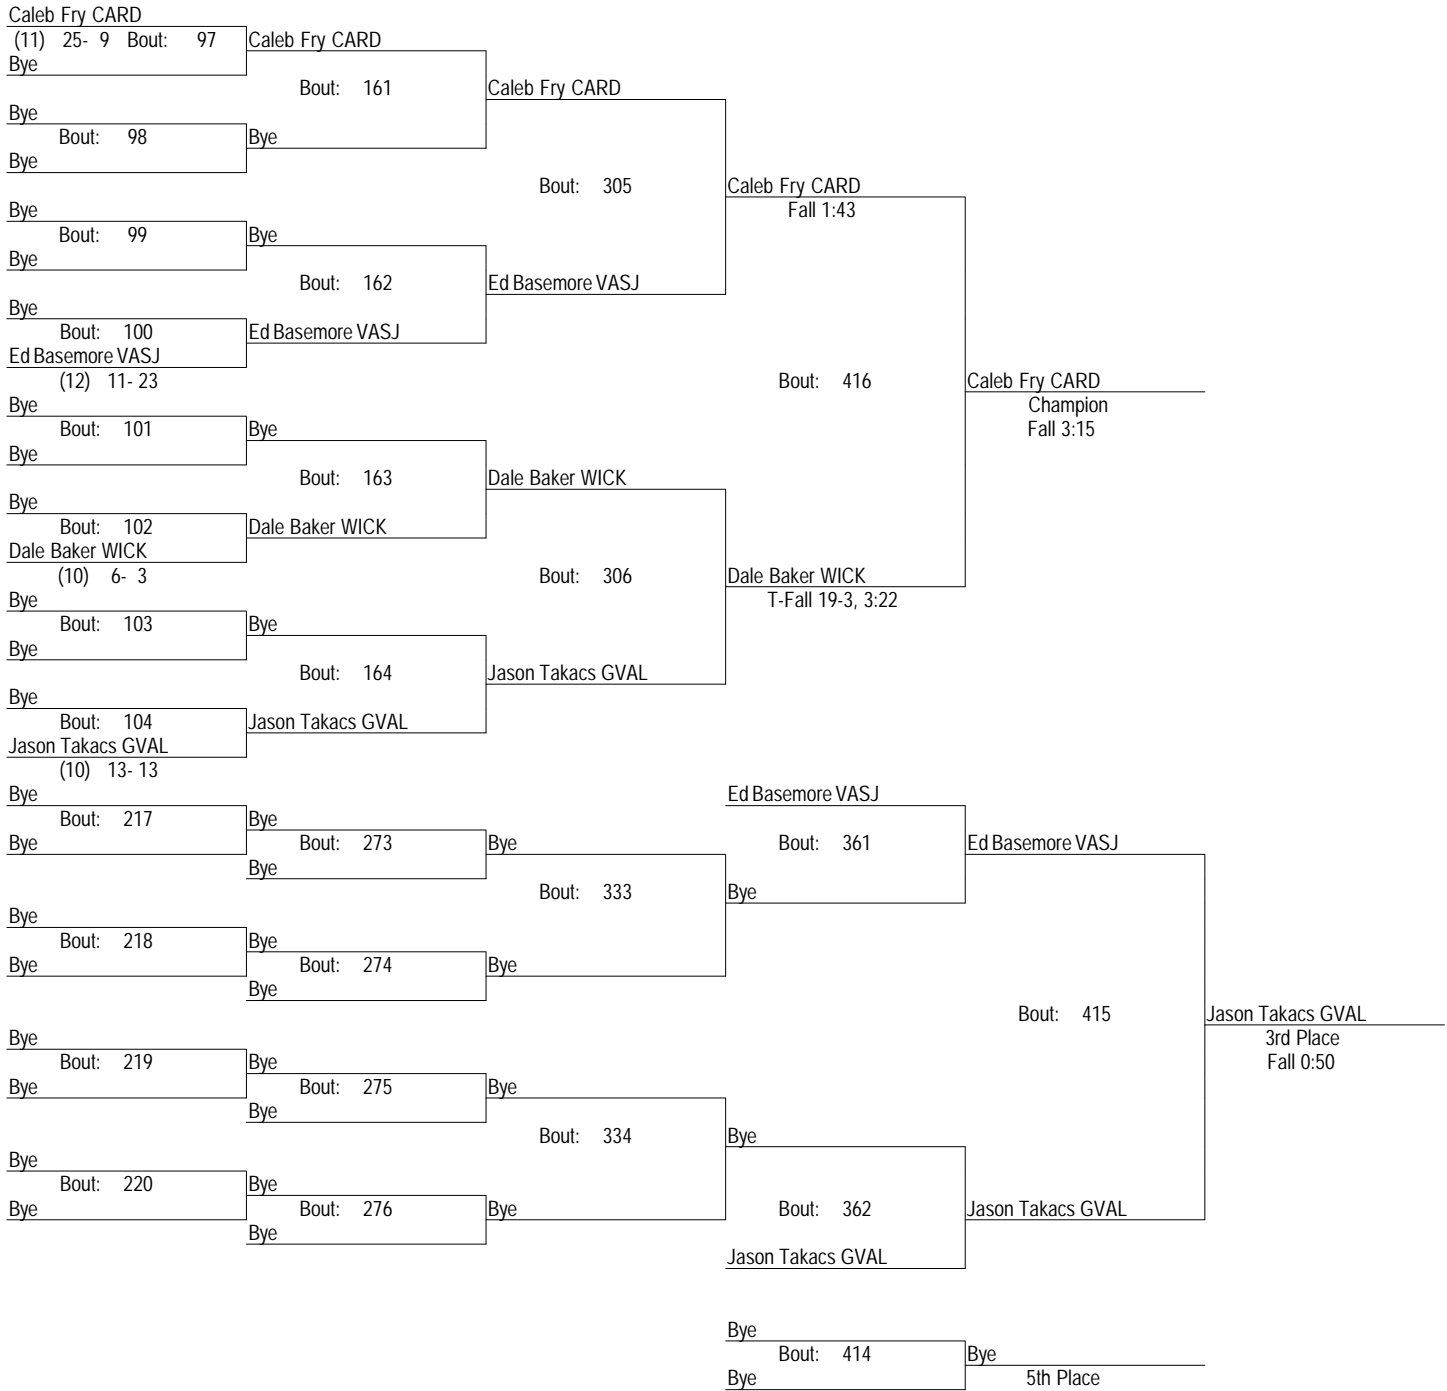 Caleb Fry CARD
(11) 25- 9 Bout: 97 Caleb Fry CARD
Bye
Bout: 161 Caleb Fry CARD
Bye
Bout: 98 Bye
Bye
Bout: 305 Caleb Fry CARD
Bye Fall 1:43
Bout: 99 Bye
Bye
Bout: 162 Ed Basemore VASJ
Bye
Bout: 100 Ed Basemore VASJ
Ed Basemore VASJ
(12) 11- 23 Bout: 416 Caleb Fry CARD
Bye Champion
Bout: 101 Bye Fall 3:15
Bye
Bout: 163 Dale Baker WICK
Bye
Bout: 102 Dale Baker WICK
Dale Baker WICK
(10) 6- 3 Bout: 306 Dale Baker WICK
Bye T-Fall 19-3, 3:22
Bout: 103 Bye
Bye
Bout: 164 Jason Takacs GVAL
Bye
Bout: 104 Jason Takacs GVAL
Jason Takacs GVAL
(10) 13- 13
Bye Ed Basemore VASJ
Bout: 217 Bye
Bye Bout: 273 Bye Bout: 361 Ed Basemore VASJ
Bye
Bout: 333 Bye
Bye
Bout: 218 Bye
Bye Bout: 274 Bye
Bye
Bout: 415 Jason Takacs GVAL
Bye 3rd Place
Bout: 219 Bye Fall 0:50
Bye Bout: 275 Bye
Bye
Bout: 334 Bye
Bye
Bout: 220 Bye
Bye Bout: 276 Bye Bout: 362 Jason Takacs GVAL
Bye
Jason Takacs GVAL
Bye
Bout: 414 Bye
Bye 5th Place